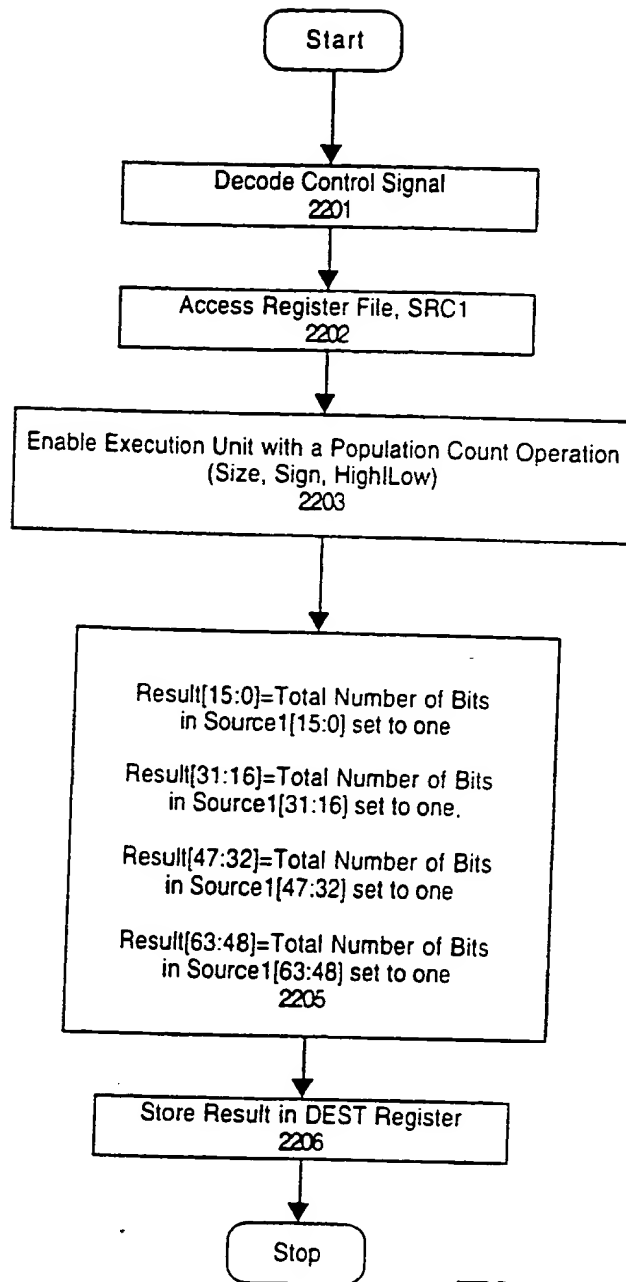 Start
Decode Control Signal
2201
Access Register File, SRC1
2202
Enable Execution Unit with a Population Count Operation
(Size, Sign, High|Low)
2203
Result[15:0]=Total Number of Bits
in Source1[15:0] set to one
Result[31:16]=Total Number of Bits
in Source1[31:16] set to one.
Result[47:32]=Total Number of Bits
in Source1[47:32] set to one
Result[63:48]=Total Number of Bits
in Source1[63:48] set to one
2205
Store Result in DEST Register
2206
Stop